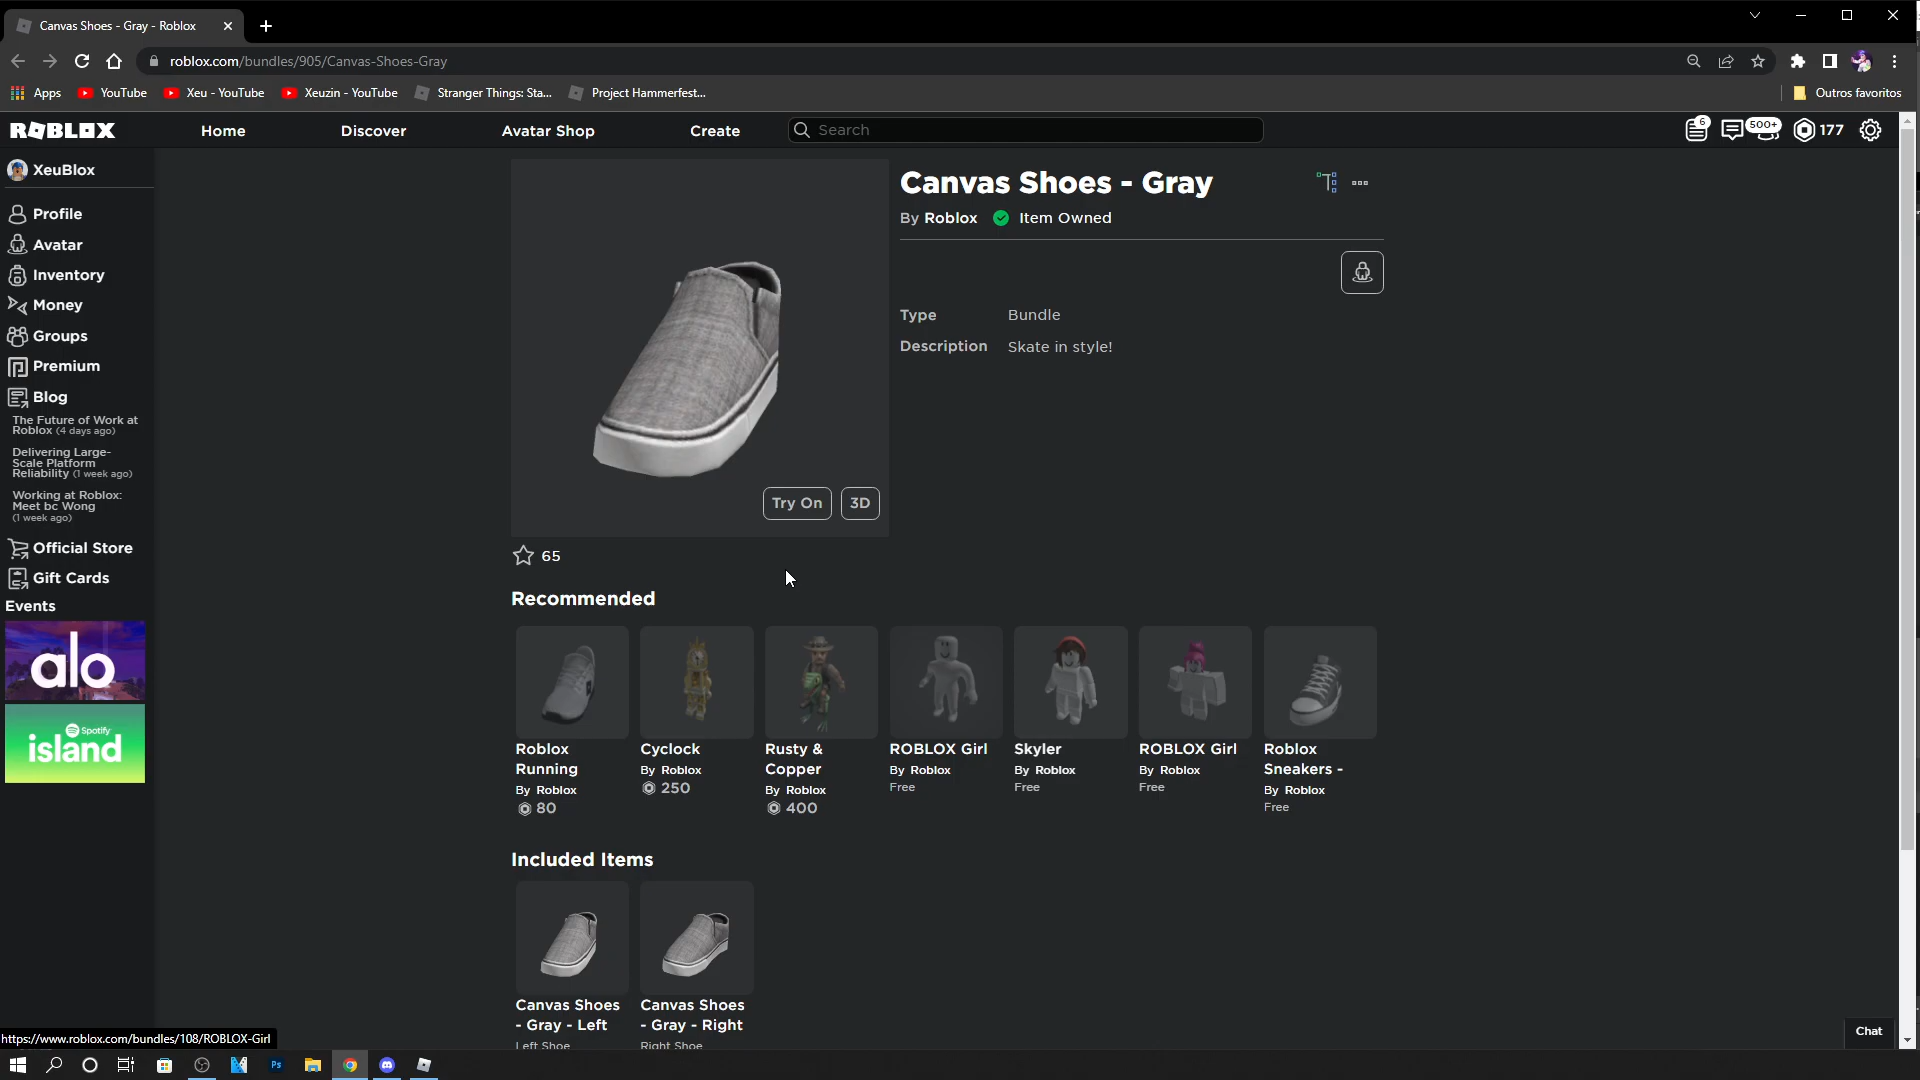 Canvas Shoes - Gray - Roblox
roblox.com/bundles/905/Canvas-Shoes-Gray
Apps
YouTube
Xeu - YouTube
Xeuzin - YouTube
Stranger Things: Sta...
Project Hammerfest...
Outros favoritos
ROBLOX
Home
Discover
Avatar Shop
Create
Search
6
500+
177
XeuBlox
Profile
Avatar
Inventory
Money
Groups
Premium
Blog
The Future of Work at
Roblox (4 days ago)
Delivering Large-
Scale Platform
Reliability (1 week ago)
Working at Roblox:
Meet bc Wong
(1 week ago)
Official Store
Gift Cards
Events
alo
Spotify
island
Try On
3D
65
Canvas Shoes - Gray
By Roblox
Item Owned
Type
Bundle
Description
Skate in style!
Recommended
Roblox
Running
By Roblox
80
Cyclock
By Roblox
250
Rusty &
Copper
By Roblox
400
ROBLOX Girl
By Roblox
Free
Skyler
By Roblox
Free
ROBLOX Girl
By Roblox
Free
Roblox
Sneakers -
By Roblox
Free
Included Items
Canvas Shoes
- Gray - Left
Left Shoe
Canvas Shoes
- Gray - Right
Right Shoe
Chat
https://www.roblox.com/bundles/108/ROBLOX-Girl
Ps